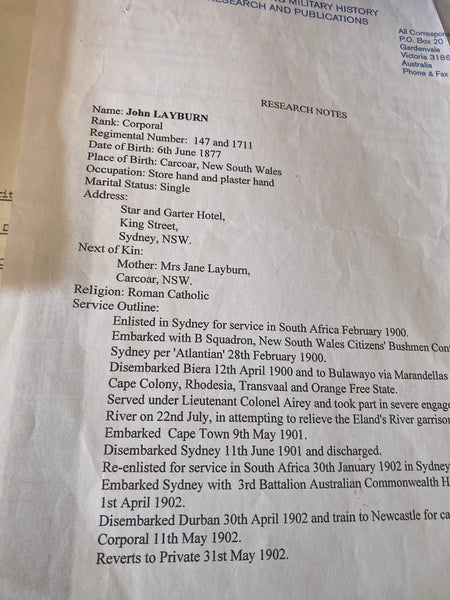 MILITARY HISTORY
RESEARCH AND PUBLICATIONS
All Correspon
P.O. Box 20
Gardenvale
Victoria 3186
Australia
Phone & Fax
RESEARCH NOTES
Name: John LAYBURN
Rank: Corporal
Regimental Number: 147 and 1711
Date of Birth: 6th June 1877
Place of Birth: Carcoar, New South Wales
Occupation: Store hand and plaster hand
Marital Status: Single
Address:
Star and Garter Hotel,
King Street,
Sydney, NSW.
Next of Kin:
Mother: Mrs Jane Layburn,
Carcoar, NSW.
Religion: Roman Catholic
Service Outline:
Enlisted in Sydney for service in South Africa February 1900.
Embarked with B Squadron, New South Wales Citizens' Bushmen Con
Sydney per 'Atlantian' 28th February 1900.
Disembarked Biera 12th April 1900 and to Bulawayo via Marandellas
Cape Colony, Rhodesia, Transvaal and Orange Free State.
Served under Lieutenant Colonel Airey and took part in severe engag
River on 22nd July, in attempting to relieve the Eland's River garriso
Embarked Cape Town 9th May 1901.
Disembarked Sydney 11th June 1901 and discharged.
Re-enlisted for service in South Africa 30th January 1902 in Sydney
Embarked Sydney with 3rd Battalion Australian Commonwealth H
1st April 1902.
Disembarked Durban 30th April 1902 and train to Newcastle for ca
Corporal 11th May 1902.
Reverts to Private 31st May 1902.